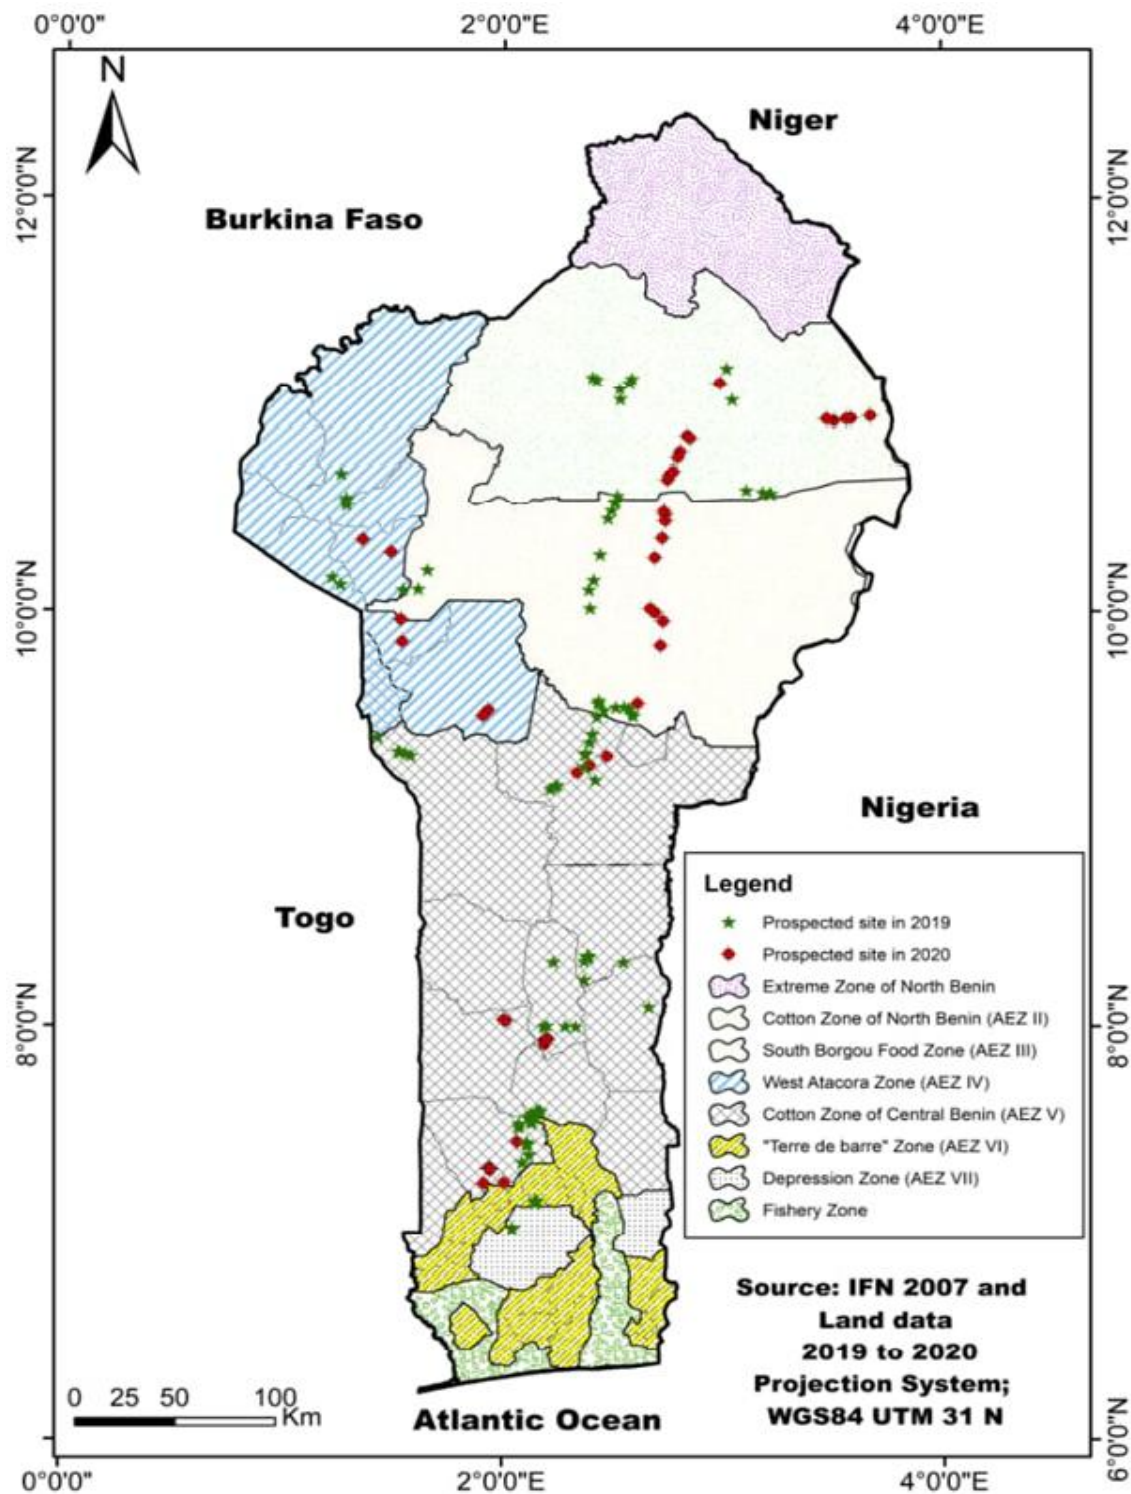 0°0'0" 2°0'0"E 4°0'0"E
N
Niger
12°0'0"N 12°0'0"N
Burkina Faso
10°0'0"N 10°0'0"N
Nigeria
Togo
Legend
Prospected site in 2019
Prospected site in 2020
Extreme Zone of North Benin
Cotton Zone of North Benin (AEZ II)
South Borgou Food Zone (AEZ III)
West Atacora Zone (AEZ IV)
Cotton Zone of Central Benin (AEZ V)
"Terre de barre" Zone (AEZ VI)
Depression Zone (AEZ VII)
Fishery Zone
8°0'0"N 8°0'0"N
Source: IFN 2007 and
Land data
2019 to 2020
Projection System;
WGS84 UTM 31 N
0 25 50 100
Km
Atlantic Ocean
6°0'0"N
0°0'0" 2°0'0"E 4°0'0"E